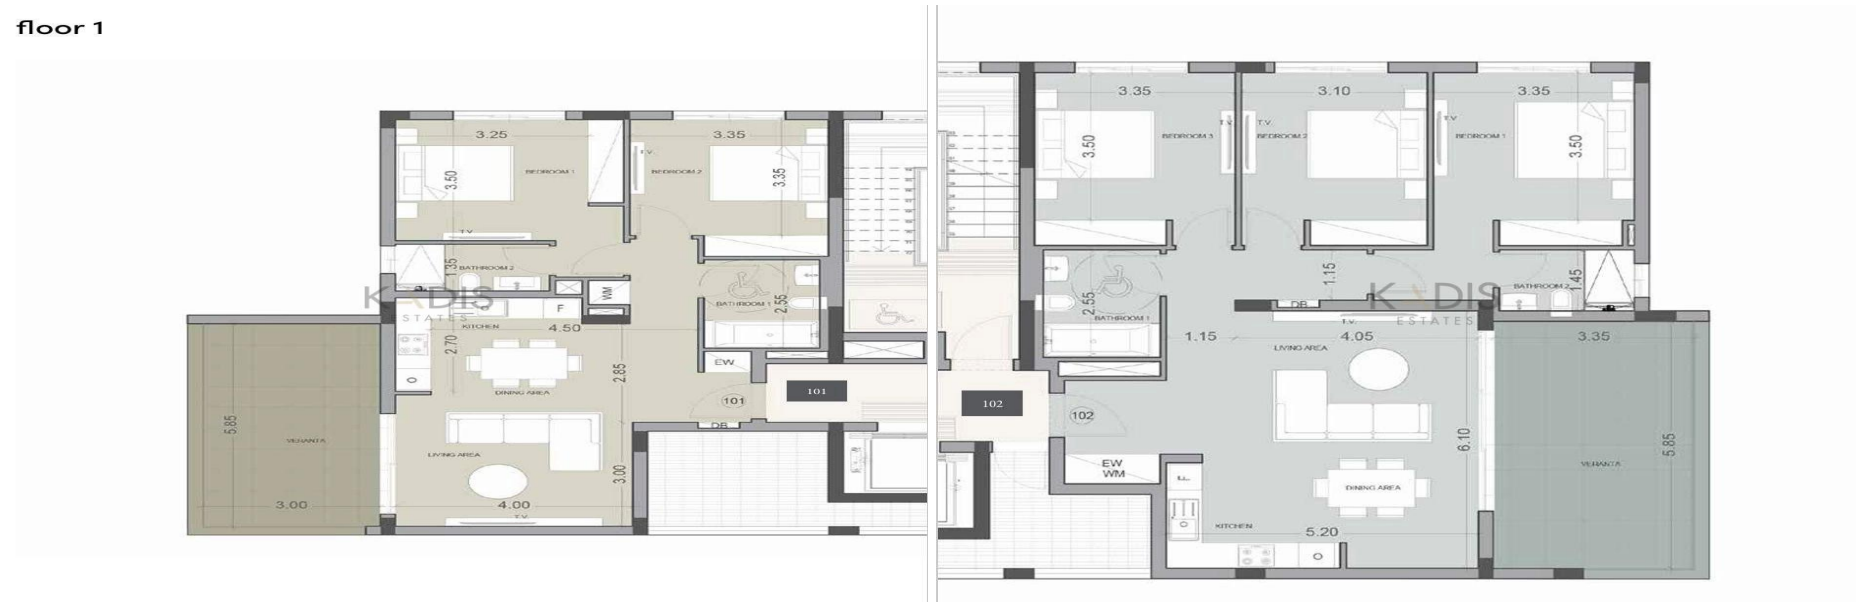 floor 1
3.25
3.35
T.V.
3.50
BEDROOM 1
BEDROOM 2
3.35
T.V
1.35
BATHROOM 2
KADIS
ESTATES
WM
BATHROOM 1
2.55
F
KITCHEN
4.50
2.70
EW
2.85
DINING AREA
101
101
DB
5.85
VERANTA
LIVING AREA
3.00
3.00
4.00
T.V.
3.35
3.10
3.35
T.V.
T.V.
T.V
3.50
BEDROOM 3
BEDROOM 2
BEDROOM 1
3.50
1.15
1.45
BATHROOM 2
2.55
BATHROOM 1
DB
KADIS
ESTATES
T.V.
1.15
4.05
3.35
LIVING AREA
102
102
6.10
5.85
EW
WM
F
DINING AREA
VERANTA
KITCHEN
5.20